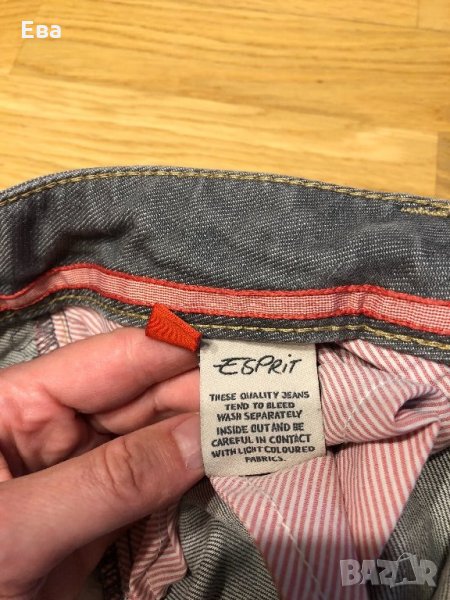 Ева
ESPRIT
THESE QUALITY JEANS
TEND TO BLEED
WASH SEPARATELY
INSIDE OUT AND BE
CAREFUL IN CONTACT
WITH LIGHT COLOURED
FABRICS.
BAZAR